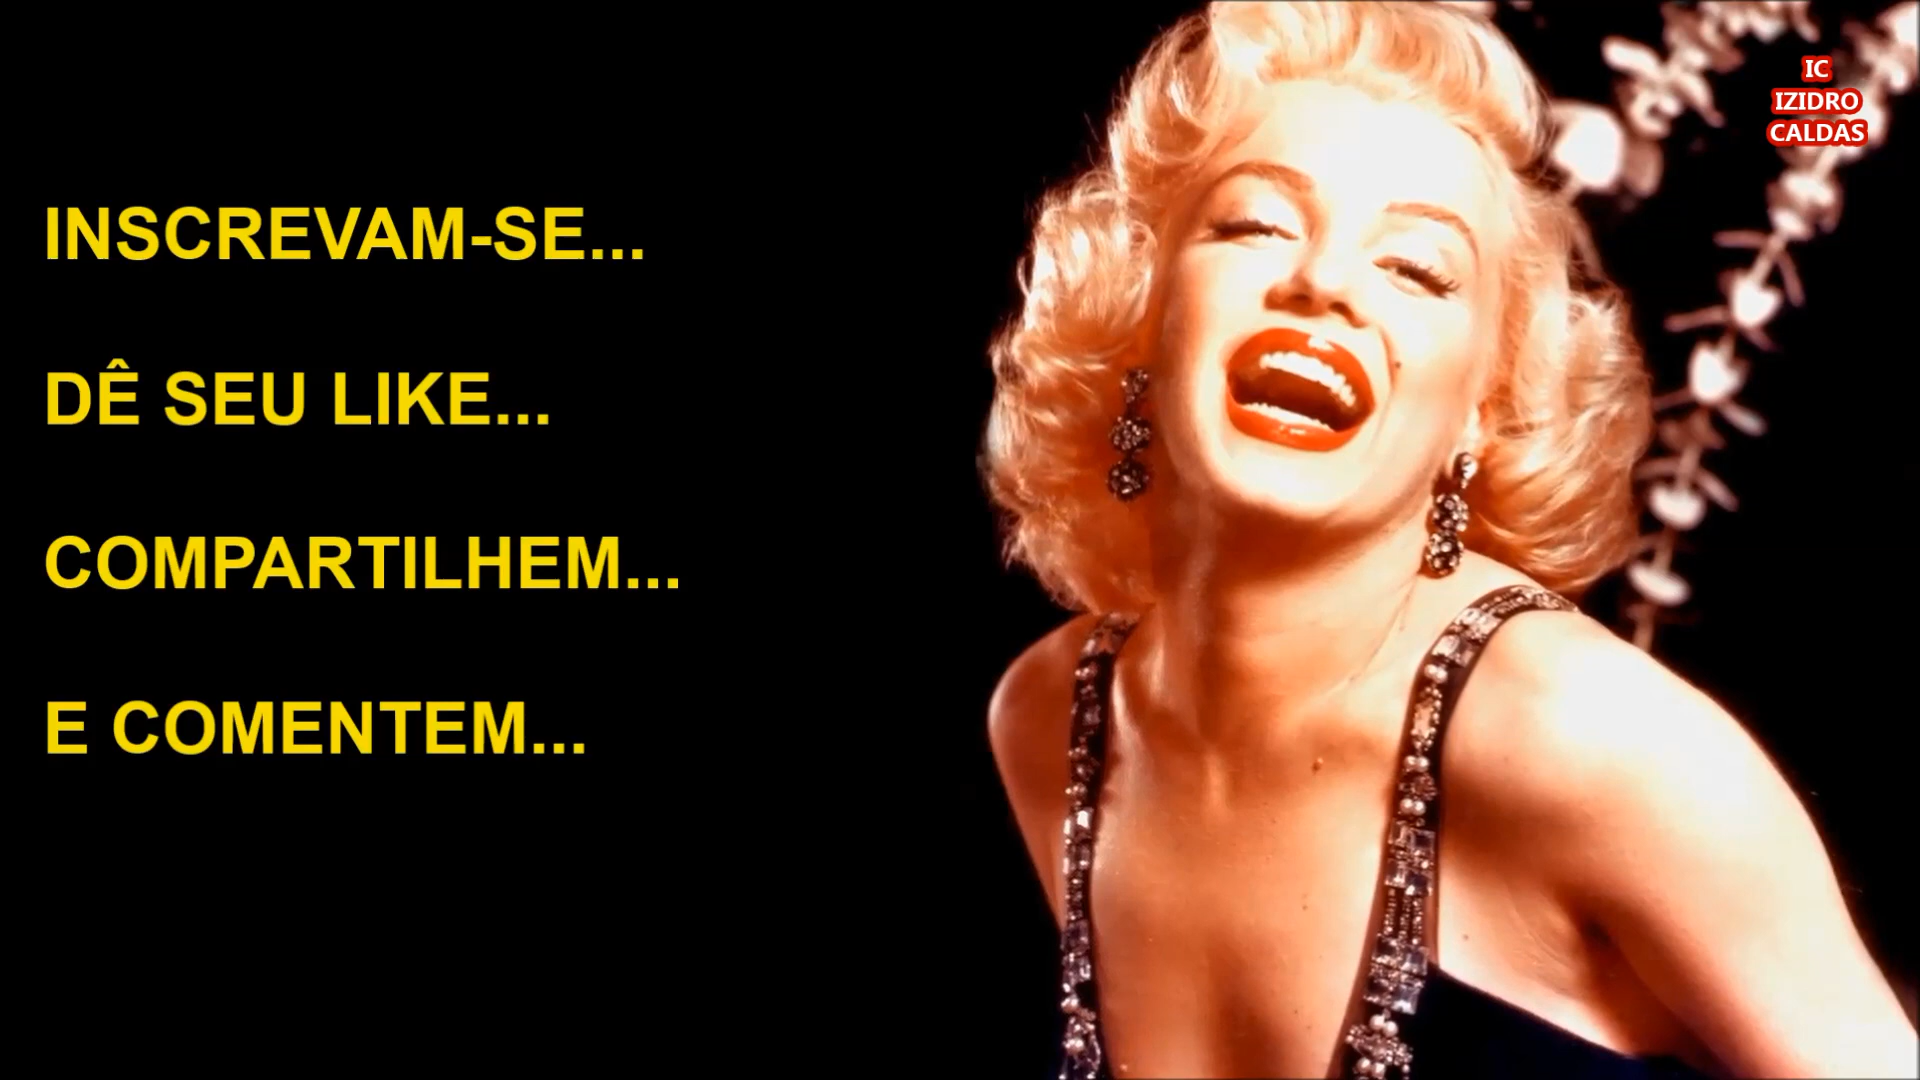 IC
IZIDRO
CALDAS
INSCREVAM-SE...
DÊ SEU LIKE...
COMPARTILHEM...
E COMENTEM...